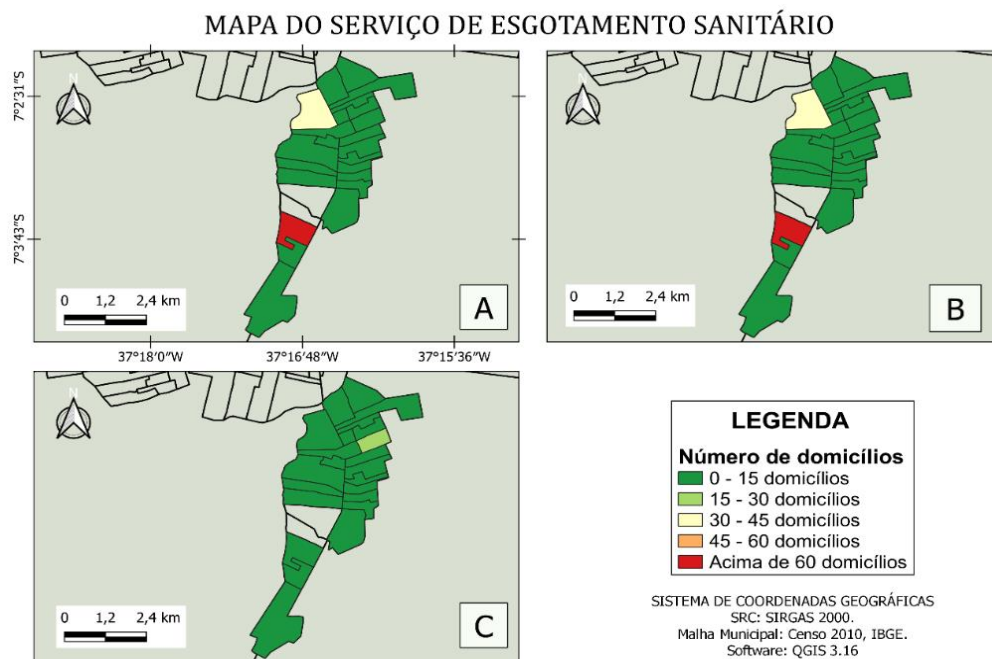 MAPA DO SERVIÇO DE ESGOTAMENTO SANITÁRIO
N
7°2'31"S
7°3'43"S
0 1,2 2,4 km
A
37°18'0"W 37°16'48"W 37°15'36"W
N
0 1,2 2,4 km
B
N
0 1,2 2,4 km
C
LEGENDA
Número de domicílios
0 - 15 domicílios
15 - 30 domicílios
30 - 45 domicílios
45 - 60 domicílios
Acima de 60 domicílios
SISTEMA DE COORDENADAS GEOGRÁFICAS
SRC: SIRGAS 2000.
Malha Municipal: Censo 2010, IBGE.
Software: QGIS 3.16